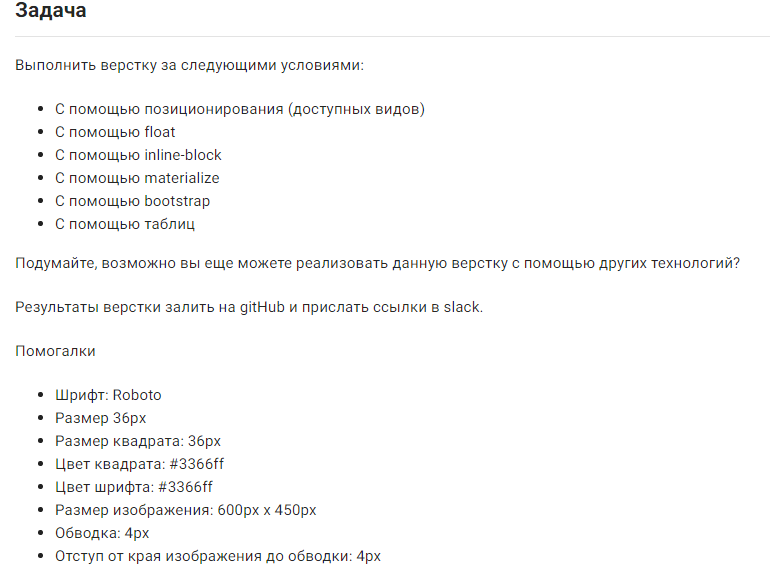 Задача
Выполнить верстку за следующими условиями:
С помощью позиционирования (доступных видов)
С помощью float
С помощью inline-block
С помощью materialize
С помощью bootstrap
С помощью таблиц
Подумайте, возможно вы еще можете реализовать данную верстку с помощью других технологий?
Результаты верстки залить на gitHub и прислать ссылки в slack.
Помогалки
Шрифт: Roboto
Размер 36px
Размер квадрата: 36px
Цвет квадрата: #3366ff
Цвет шрифта: #3366ff
Размер изображения: 600px x 450px
Обводка: 4px
Отступ от края изображения до обводки: 4px